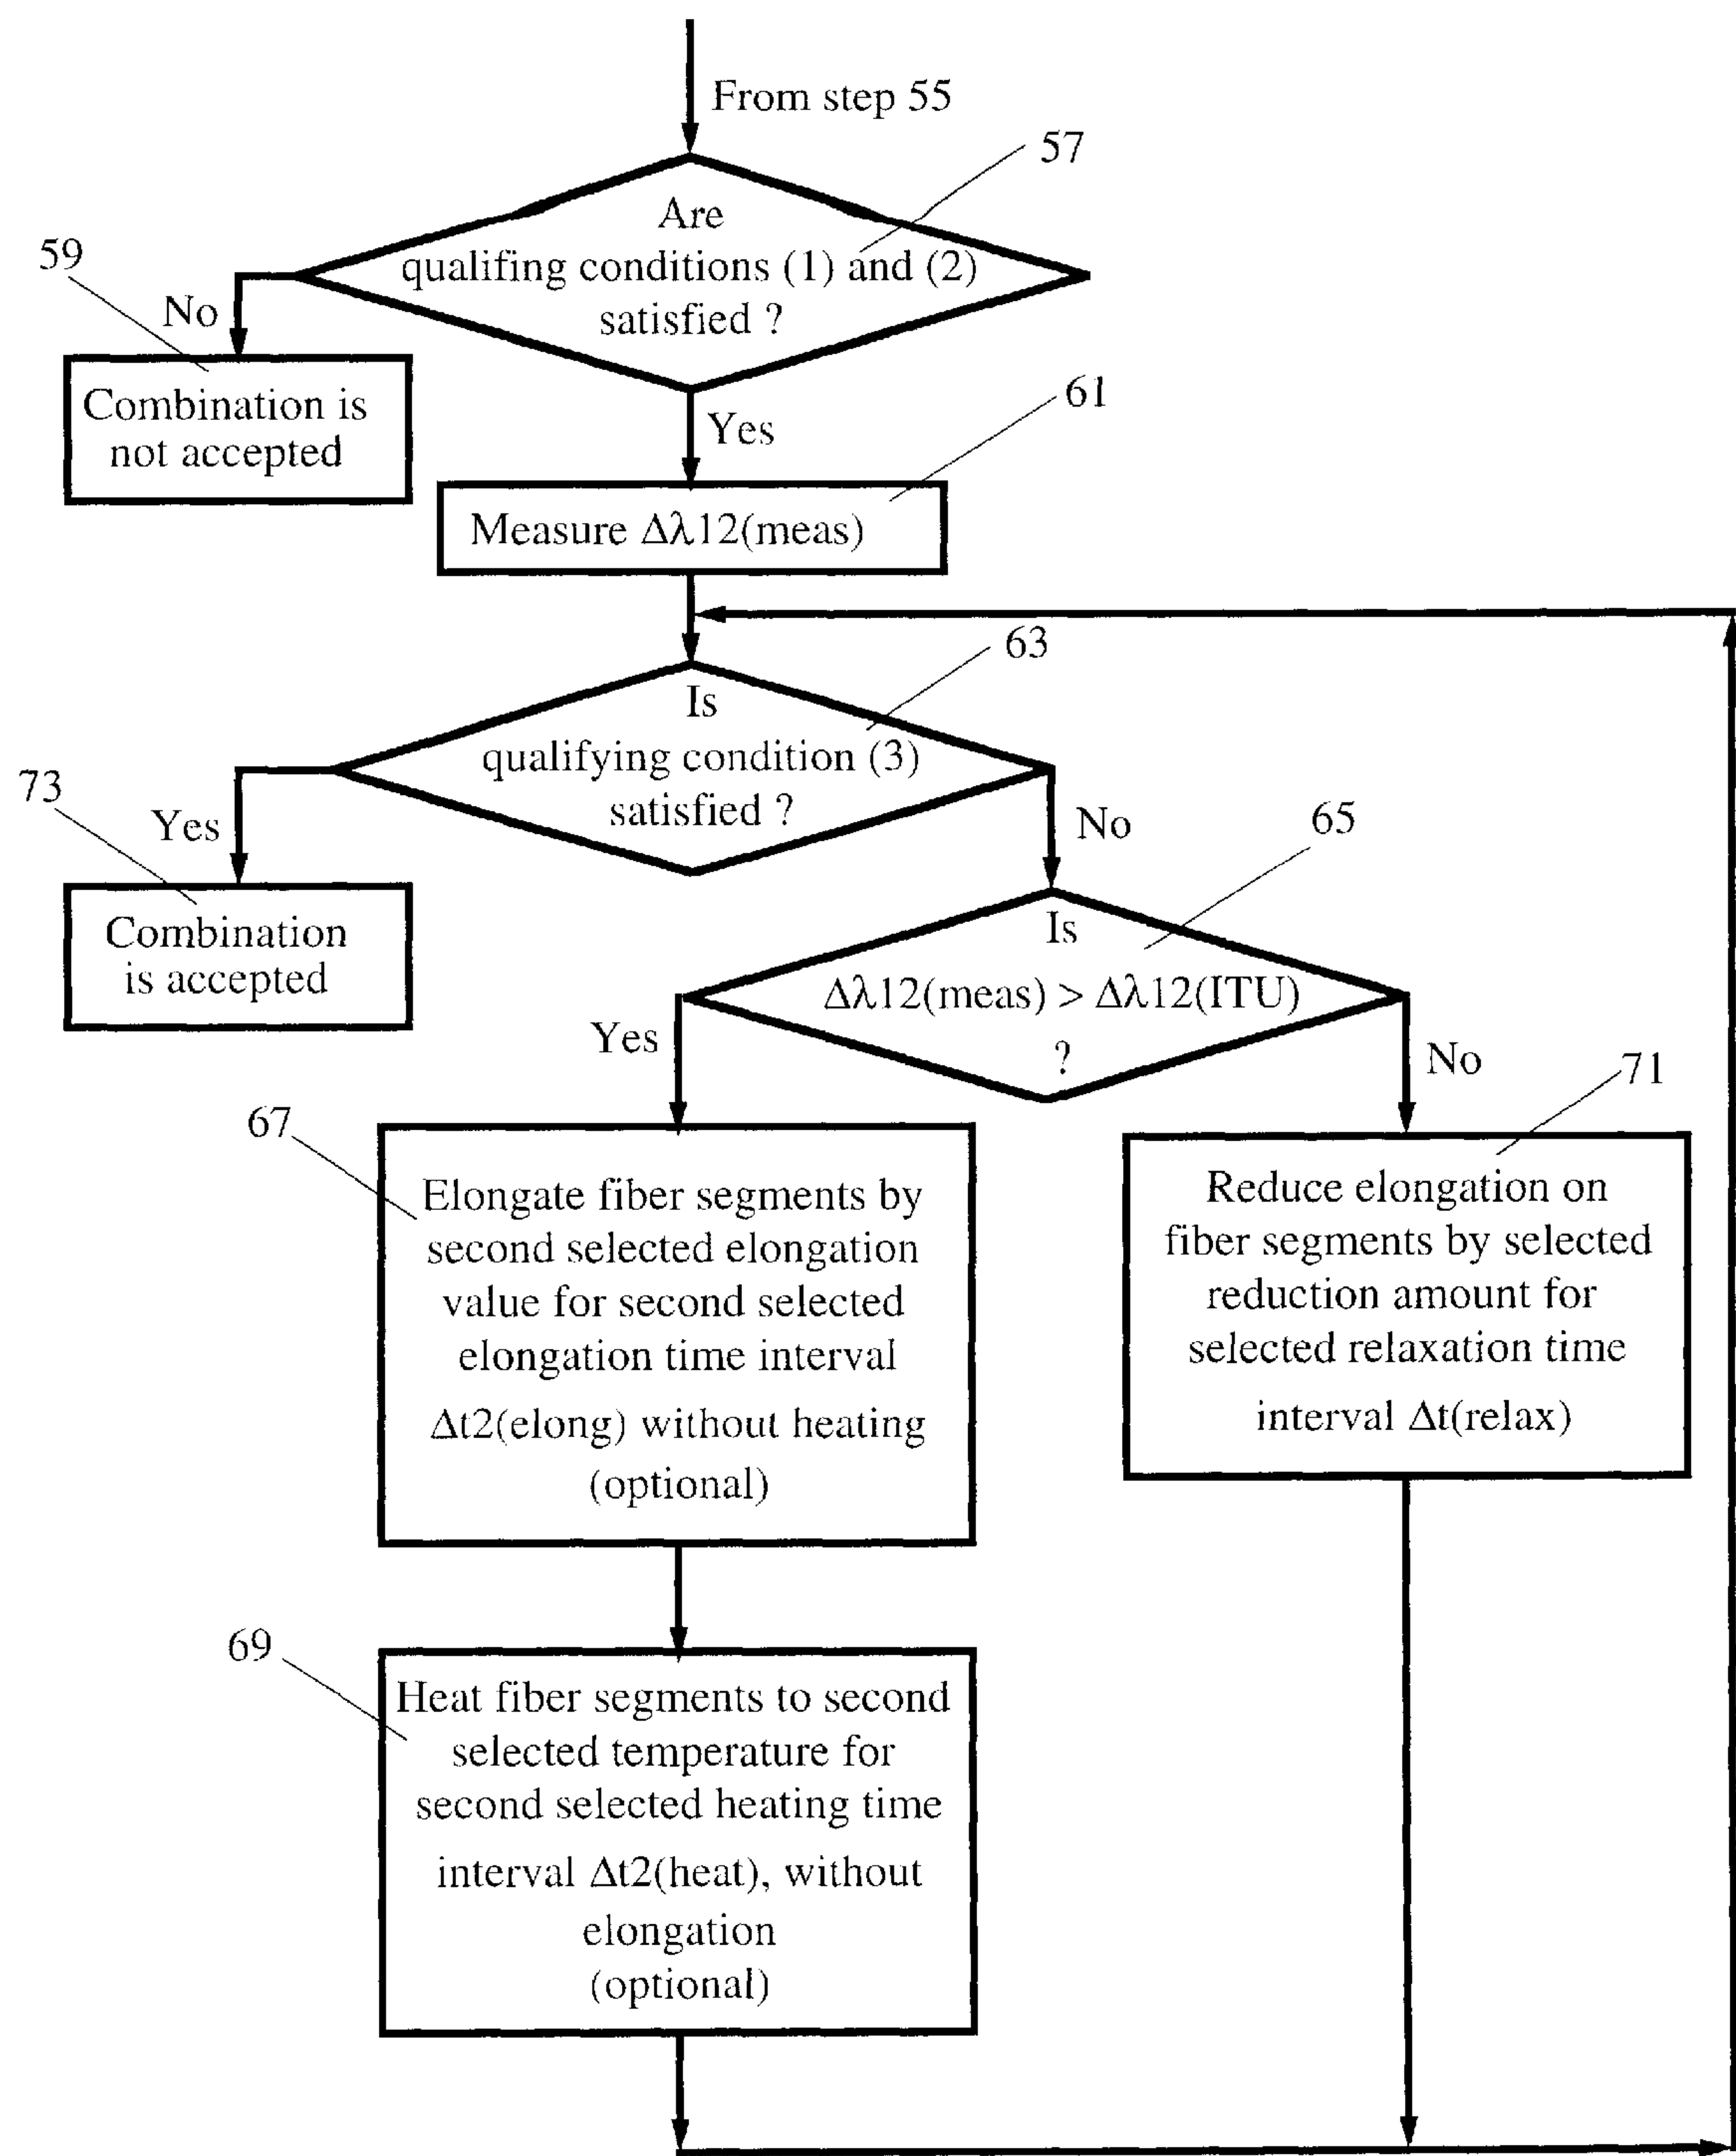 From step 55
57
Are
qualifing conditions (1) and (2)
satisfied ?
59
No
Combination is
not accepted
Yes
61
Measure Δλ12(meas)
63
Is
qualifying condition (3)
satisfied ?
73
Yes
No
65
Combination
is accepted
Is
Δλ12(meas) > Δλ12(ITU)
?
Yes
No
71
67
Elongate fiber segments by
second selected elongation
value for second selected
elongation time interval
Δt2(elong) without heating
(optional)
Reduce elongation on
fiber segments by selected
reduction amount for
selected relaxation time
interval Δt(relax)
69
Heat fiber segments to second
selected temperature for
second selected heating time
interval Δt2(heat), without
elongation
(optional)